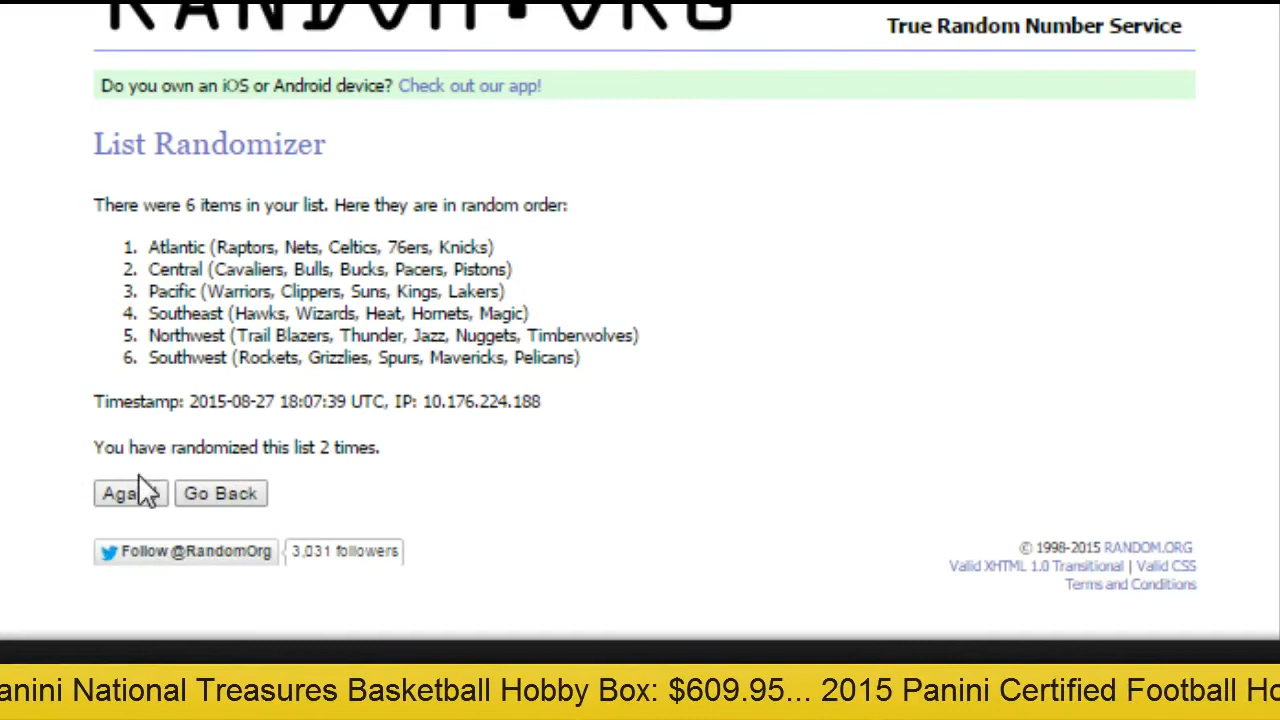 RANDOM.ORG
True Random Number Service
Do you own an iOS or Android device? Check out our app!
List Randomizer
There were 6 items in your list. Here they are in random order:
1. Atlantic (Raptors, Nets, Celtics, 76ers, Knicks)
2. Central (Cavaliers, Bulls, Bucks, Pacers, Pistons)
3. Pacific (Warriors, Clippers, Suns, Kings, Lakers)
4. Southeast (Hawks, Wizards, Heat, Hornets, Magic)
5. Northwest (Trail Blazers, Thunder, Jazz, Nuggets, Timberwolves)
6. Southwest (Rockets, Grizzlies, Spurs, Mavericks, Pelicans)
Timestamp: 2015-08-27 18:07:39 UTC, IP: 10.176.224.188
You have randomized this list 2 times.
Again Go Back
Follow @RandomOrg 3,031 followers
© 1998-2015 RANDOM.ORG
Valid XHTML 1.0 Transitional | Valid CSS
Terms and Conditions
anini National Treasures Basketball Hobby Box: $609.95... 2015 Panini Certified Football Ho